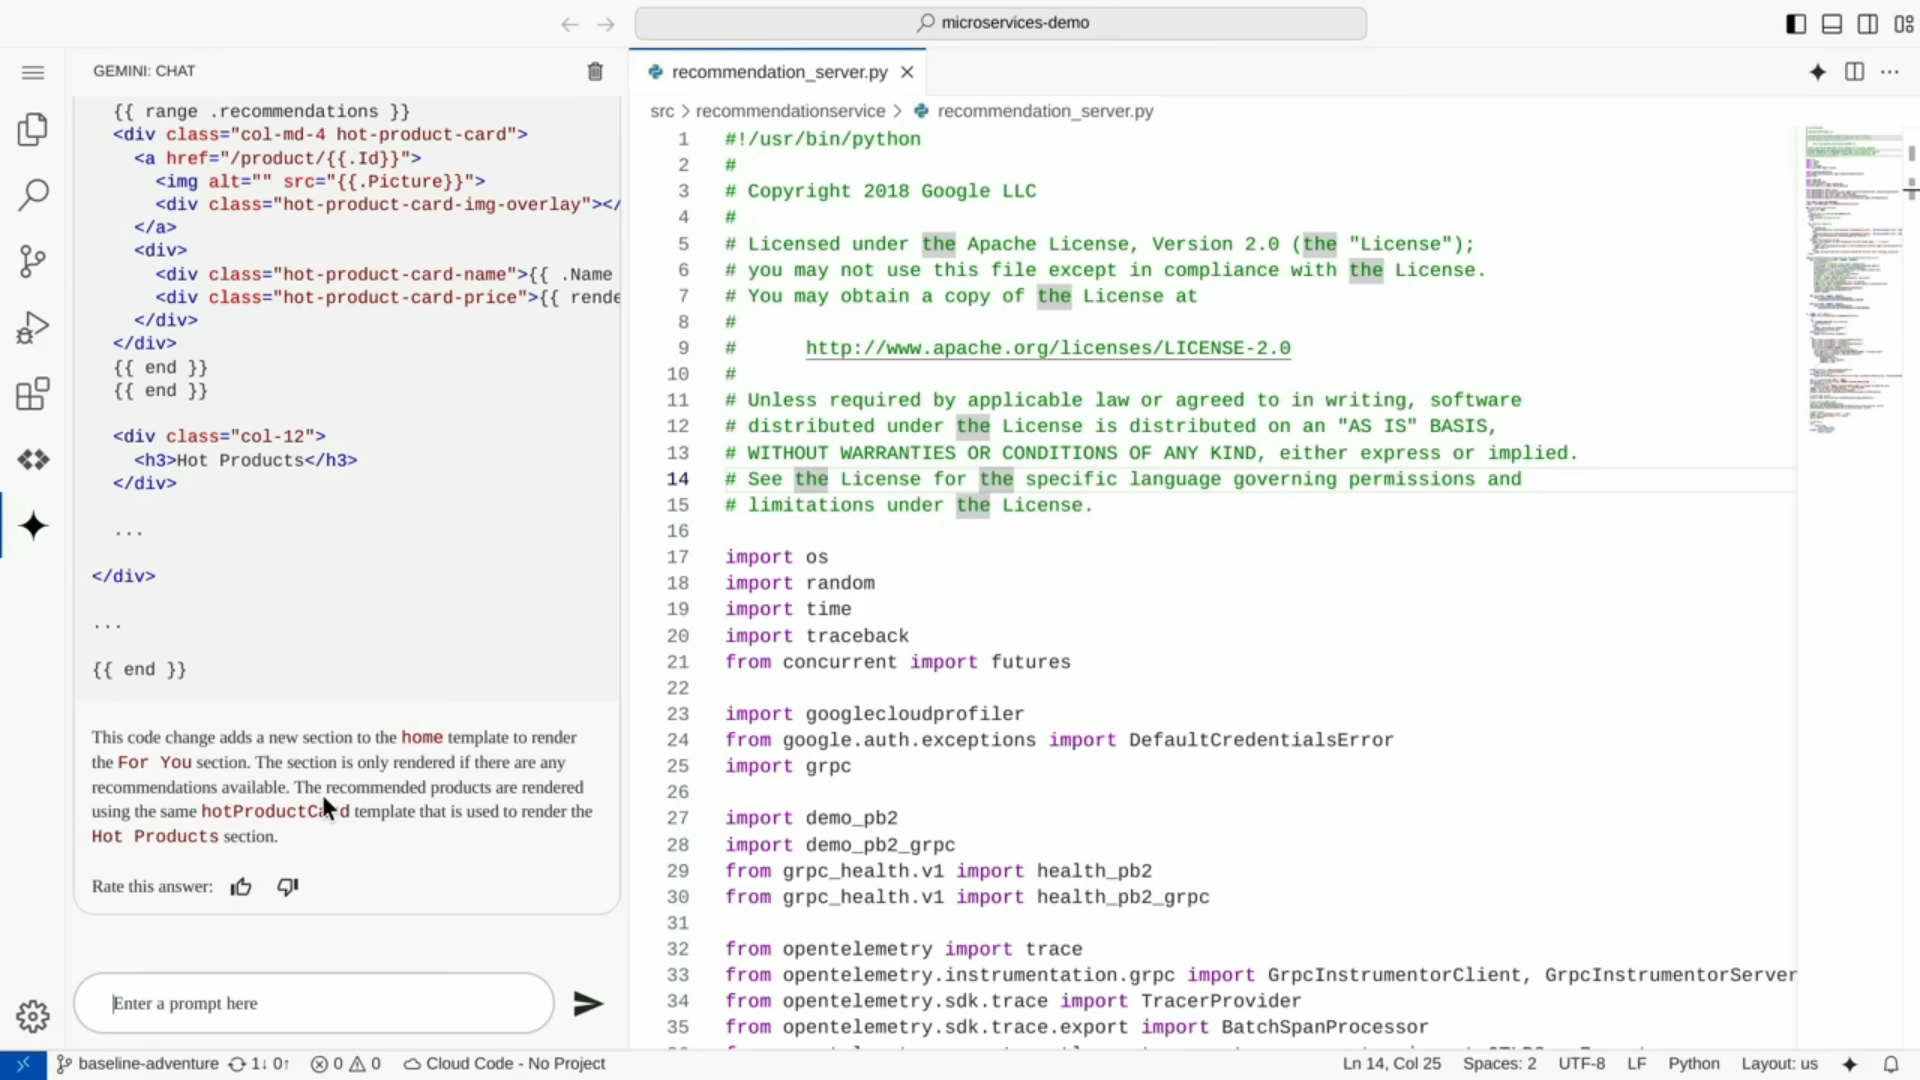 microservices-demo
GEMINI: CHAT
{{ range .recommendations }}
<div class="col-md-4 hot-product-card">
<a href="/product/{{.Id}}">
<img alt="" src="{{.Picture}}">
<div class="hot-product-card-img-overlay"></
</a>
<div>
<div class="hot-product-card-name">{{ .Name
<div class="hot-product-card-price">{{ rende
</div>
</div>
{{ end }}
{{ end }}
<div class="col-12">
<h3>Hot Products</h3>
</div>
...
</div>
...
{{ end }}
This code change adds a new section to the home template to render
the For You section. The section is only rendered if there are any
recommendations available. The recommended products are rendered
using the same hotProductCard template that is used to render the
Hot Products section.
Rate this answer:
Enter a prompt here
recommendation_server.py
src > recommendationservice > recommendation_server.py
1 #!/usr/bin/python
2 #
3 # Copyright 2018 Google LLC
4 #
5 # Licensed under the Apache License, Version 2.0 (the "License");
6 # you may not use this file except in compliance with the License.
7 # You may obtain a copy of the License at
8 #
9 # http://www.apache.org/licenses/LICENSE-2.0
10 #
11 # Unless required by applicable law or agreed to in writing, software
12 # distributed under the License is distributed on an "AS IS" BASIS,
13 # WITHOUT WARRANTIES OR CONDITIONS OF ANY KIND, either express or implied.
14 # See the License for the specific language governing permissions and
15 # limitations under the License.
16
17 import os
18 import random
19 import time
20 import traceback
21 from concurrent import futures
22
23 import googlecloudprofiler
24 from google.auth.exceptions import DefaultCredentialsError
25 import grpc
26
27 import demo_pb2
28 import demo_pb2_grpc
29 from grpc_health.v1 import health_pb2
30 from grpc_health.v1 import health_pb2_grpc
31
32 from opentelemetry import trace
33 from opentelemetry.instrumentation.grpc import GrpcInstrumentorClient, GrpcInstrumentorServer
34 from opentelemetry.sdk.trace import TracerProvider
35 from opentelemetry.sdk.trace.export import BatchSpanProcessor
baseline-adventure 1↓ 0↑ 0 0 Cloud Code - No Project
Ln 14, Col 25 Spaces: 2 UTF-8 LF Python Layout: us